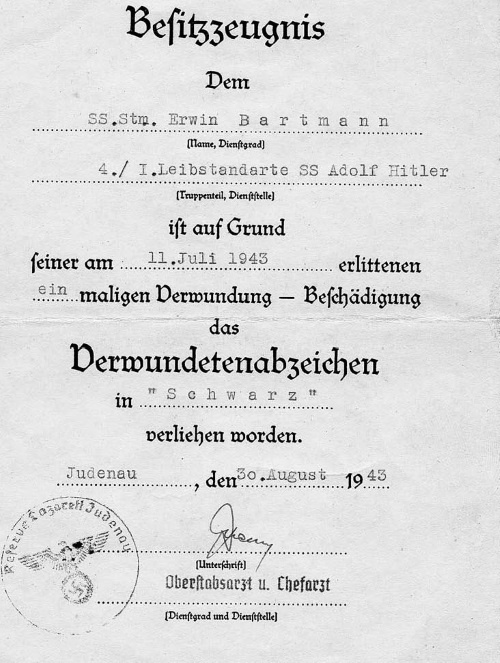 Besitzzeugnis
Dem
SS.Stm. Erwin Bartmann
(Name, Dienstgrad)
4./ I.Leibstandarte SS Adolf Hitler
(Truppenteil, Dienststelle)
ist auf Grund
seiner am 11.Juli 1943 erlittenen
ein maligen Verwundung — Beschädigung
das
Verwundetenabzeichen
in "Schwarz"
verliehen worden.
Judenau, den 30.August 1943
Reserve Lazarett Judenau
(Unterschrift)
Oberstabsarzt u. Chefarzt
(Dienstgrad und Dienststelle)